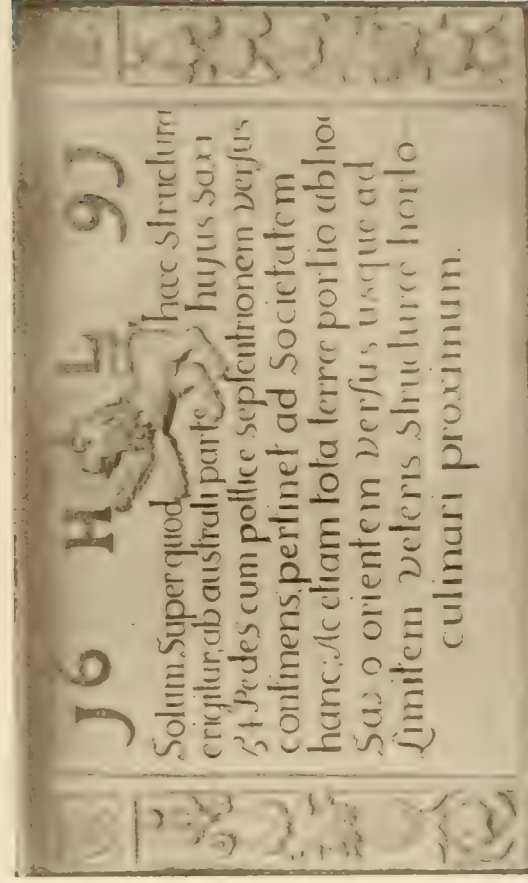 J6 H L 9J
Solum Super quod hæc structura
erigitur, ab australi parte hujus saxi
51 Pedes cum pollice septentrionem versus
continens, pertinet ad Societatem
hanc: Ac etiam tota terræ portio ab hoc
Saxo orientem versus usque ad
Limitem veteris structuræ horto
culinari proximum.